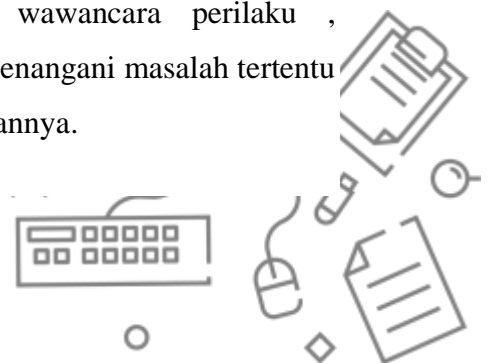 wawancara perilaku ,
enangani masalah tertentu
annya.